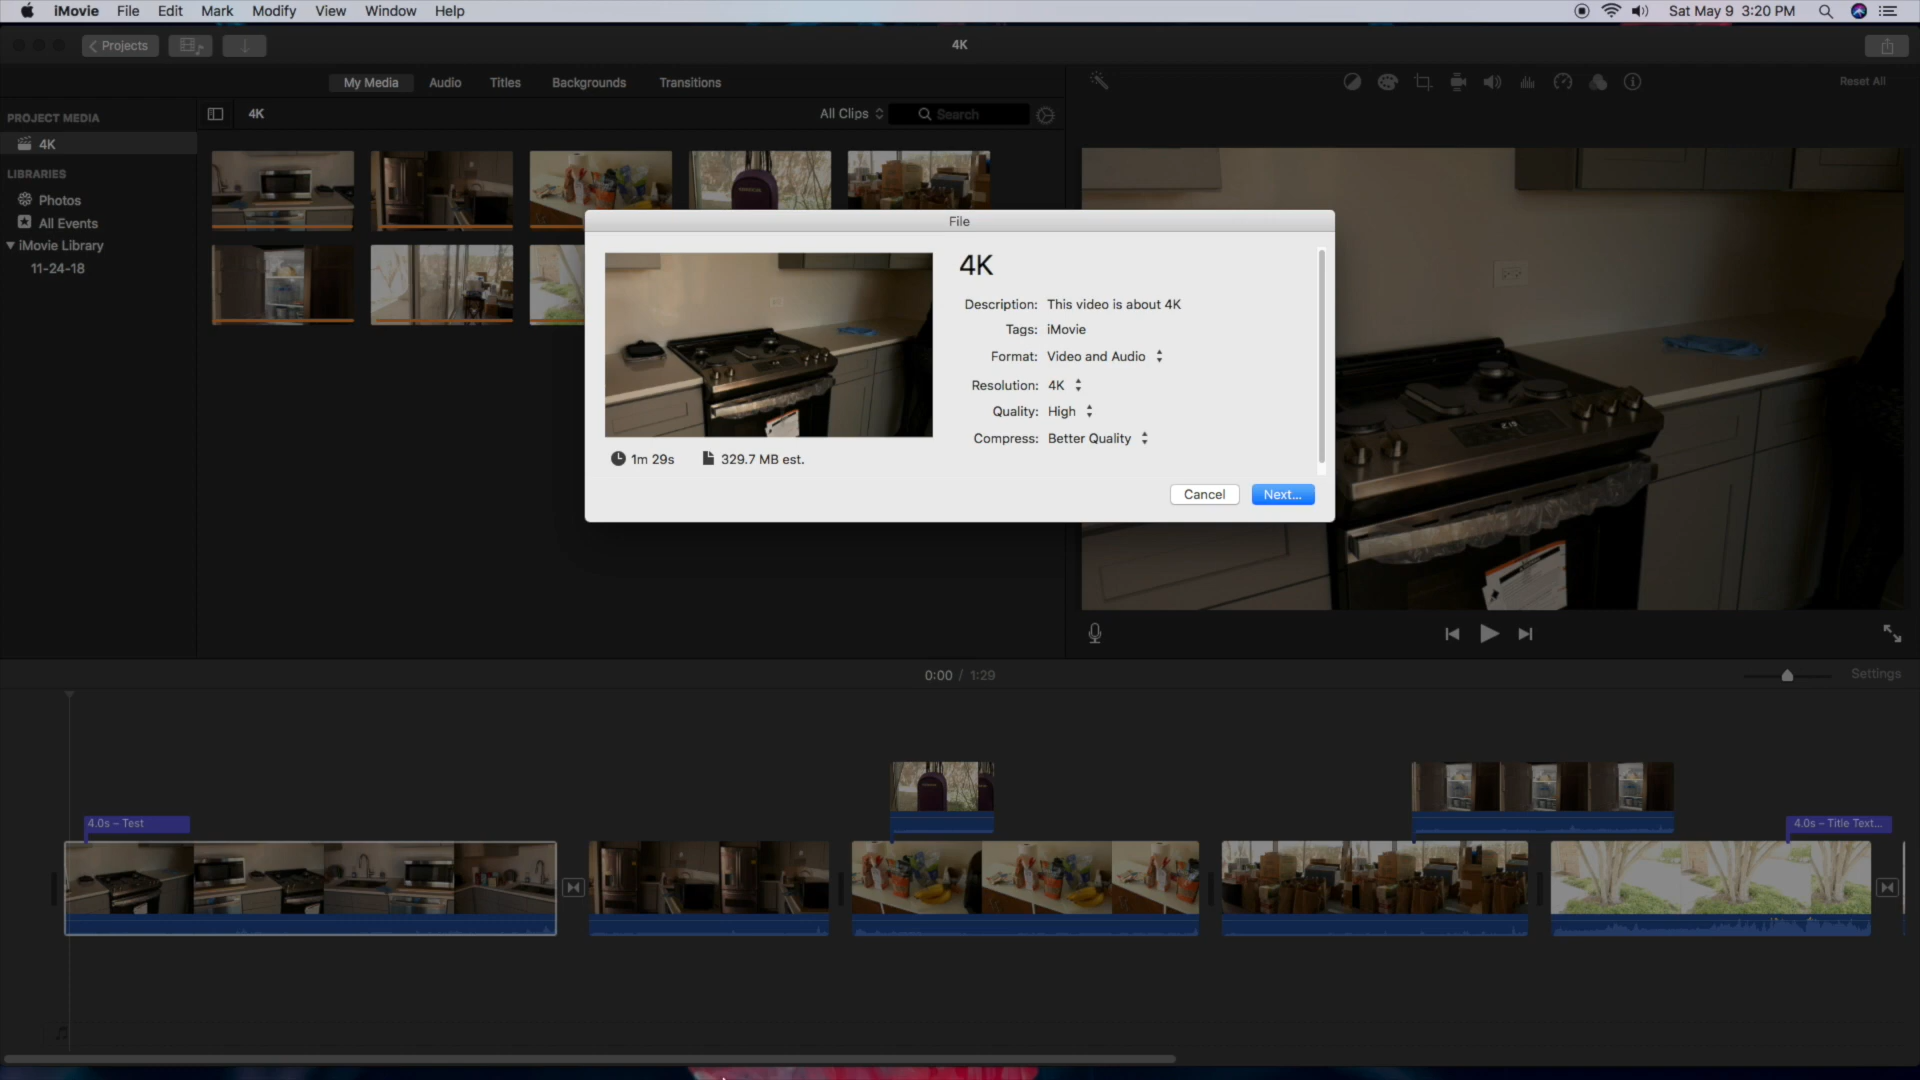 iMovie File Edit Mark Modify View Window Help
Sat May 9 3:20 PM
Projects
4K
My Media Audio Titles Backgrounds Transitions
Reset All
PROJECT MEDIA
4K
LIBRARIES
Photos
All Events
iMovie Library
11-24-18
4K
All Clips
Search
File
4K
Description: This video is about 4K
Tags: iMovie
Format: Video and Audio
Resolution: 4K
Quality: High
Compress: Better Quality
1m 29s
329.7 MB est.
Cancel
Next...
0:00 / 1:29
Settings
4.0s – Test
4.0s – Title Text...